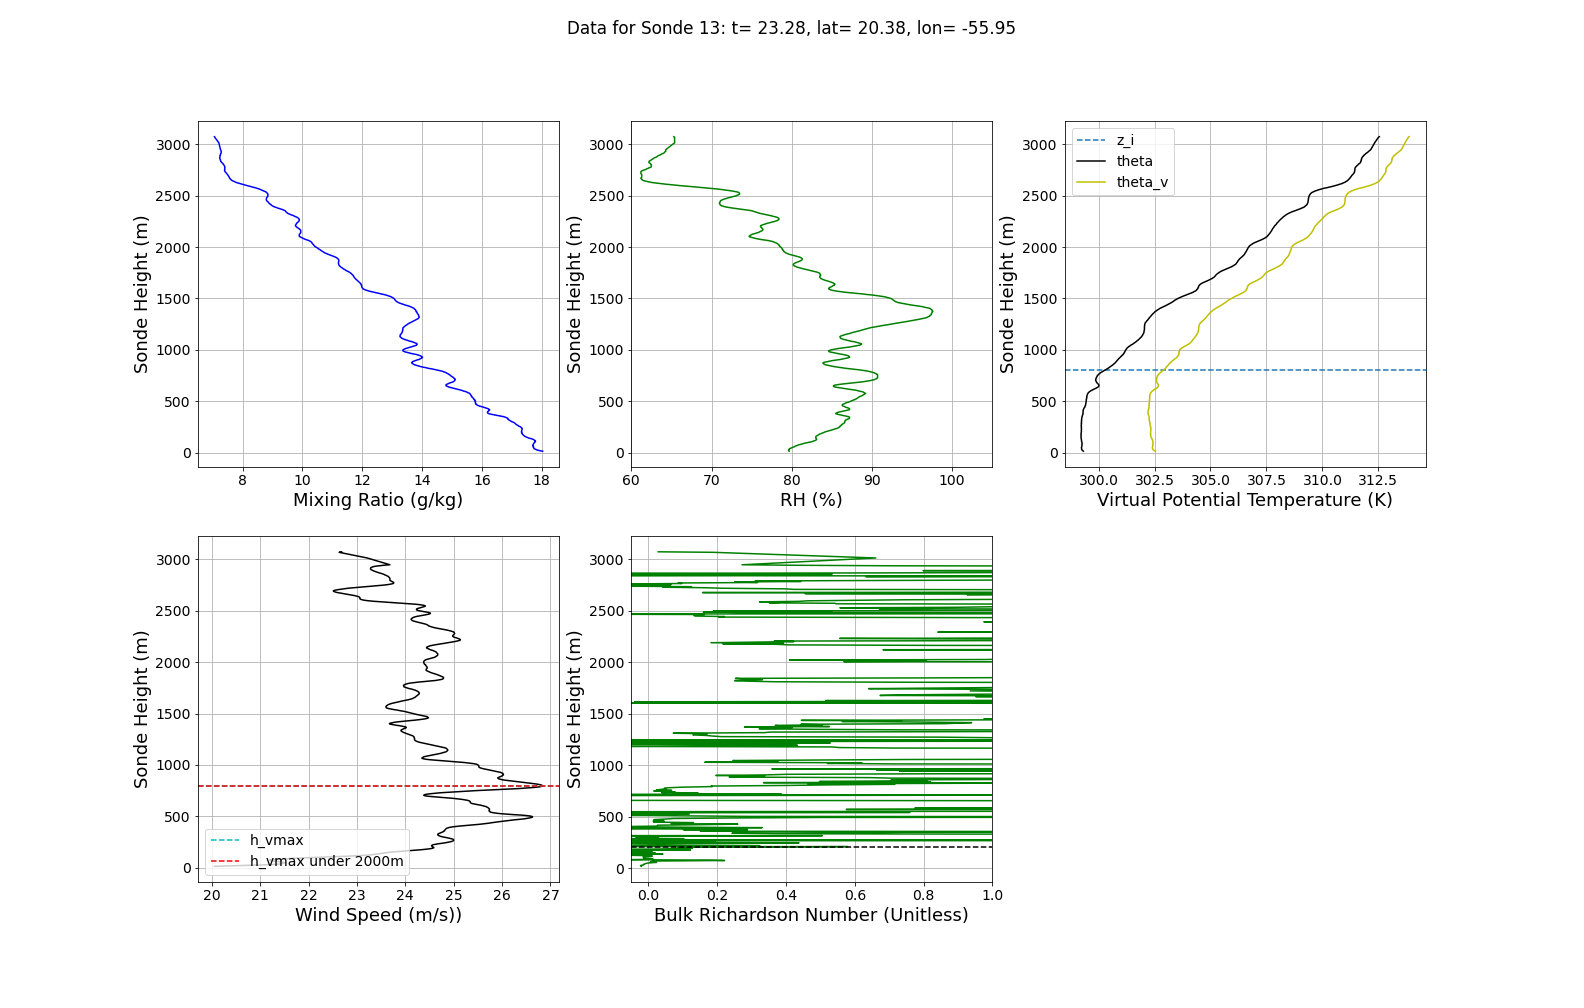 Data for Sonde 13: t= 23.28, lat= 20.38, lon= -55.95
3000
2500
2000
1500
1000
500
0
Sonde Height (m)
8 10 12 14 16 18
Mixing Ratio (g/kg)
3000
2500
2000
1500
1000
500
0
Sonde Height (m)
60 70 80 90 100
RH (%)
3000
2500
2000
1500
1000
500
0
Sonde Height (m)
z_i
theta
theta_v
300.0 302.5 305.0 307.5 310.0 312.5
Virtual Potential Temperature (K)
3000
2500
2000
1500
1000
500
0
Sonde Height (m)
h_vmax
h_vmax under 2000m
20 21 22 23 24 25 26 27
Wind Speed (m/s))
3000
2500
2000
1500
1000
500
0
Sonde Height (m)
0.0 0.2 0.4 0.6 0.8 1.0
Bulk Richardson Number (Unitless)